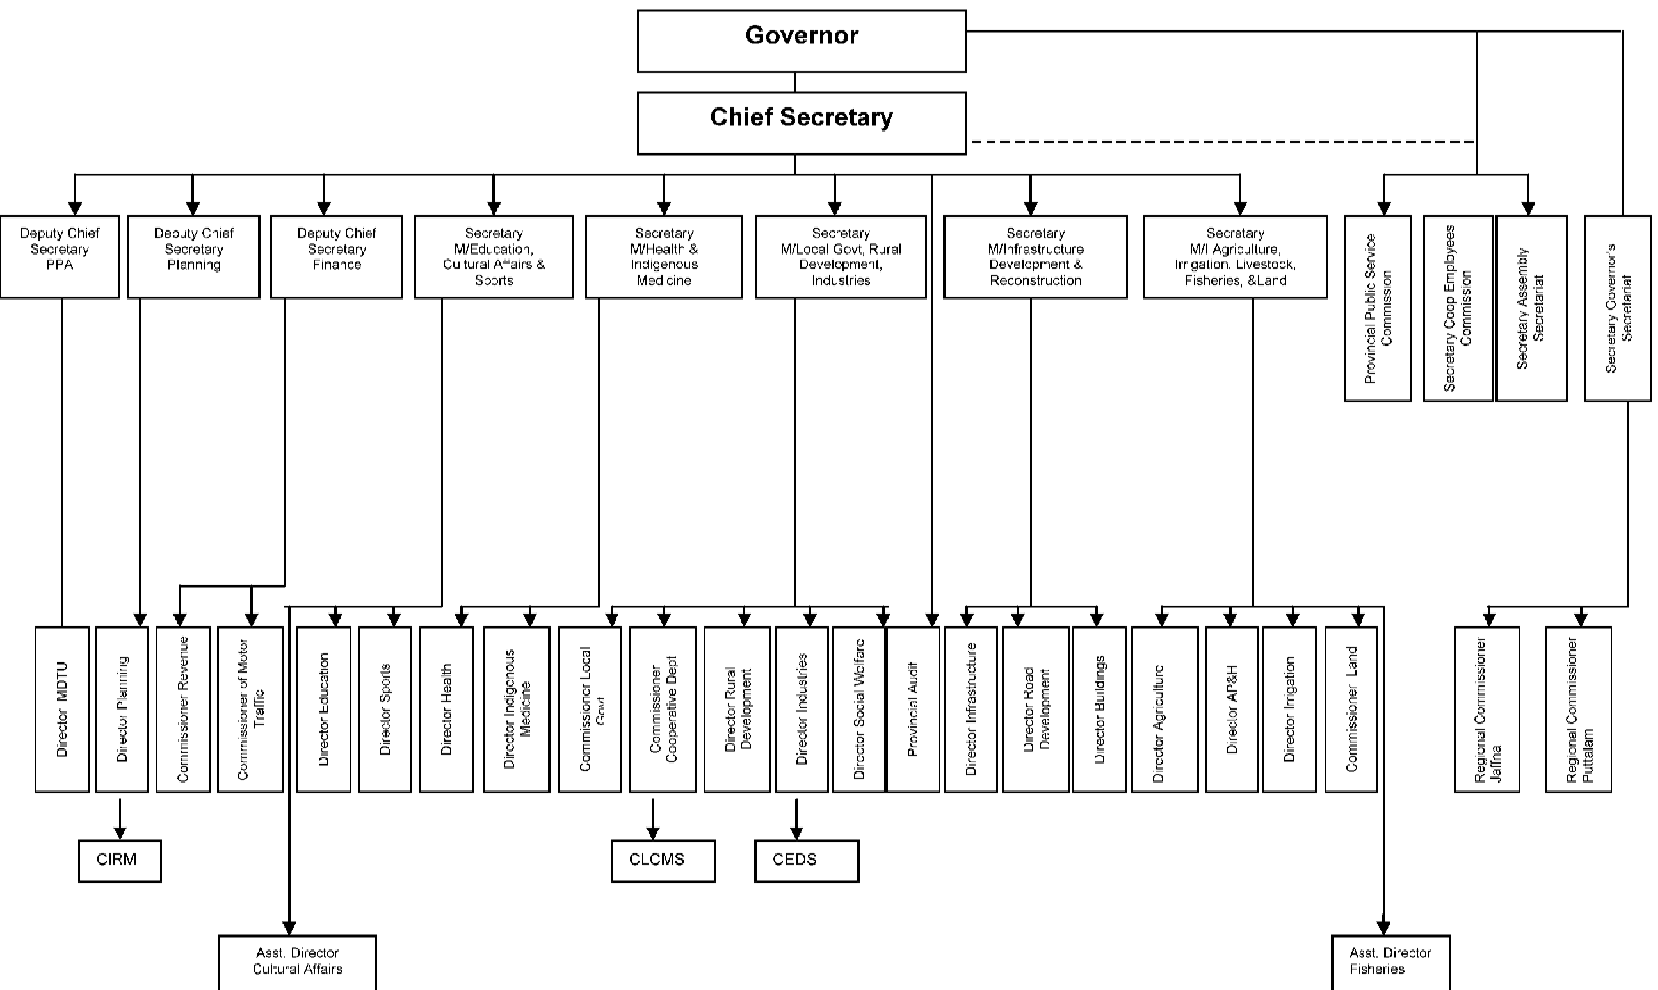 Governor
Chief Secretary
Deputy Chief
Secretary
PPA
Deputy Chief
Secretary
Planning
Deputy Chief
Secretary
Finance
Secretary
M/Education,
Cultural Affairs &
Sports
Secretary
M/Health &
Indigenous
Medicine
Secretary
M/Local Govt, Rural
Development,
Industries
Secretary
M/Infrastructure
Development &
Reconstruction
Secretary
M/l Agriculture,
Irrigation, Livestock,
Fisheries, &Land
Provincial Public Service
Commission
Secretary Coop Employees
Commission
Secretary Assembly
Secretariat
Secretary Governor's
Secretariat
Director MDTU
Director Planning
Commissioner Revenue
Commissioner of Motor
Traffic
Director Education
Director Sports
Director Health
Director Indigenous
Medicine
Commissionor Local
Govt
Commissioner
Cooperative Dept
Director Rural
Development
Director Industries
Director Social Welfare
Provincial Audit
Director Infrastructure
Director Road
Development
Director Buildings
Director Agriculture
Director AP&H
Director Irrigation
Commissioner Land
Regional Commissioner
Jaffna
Regional Commissioner
Puttallam
CIRM
CLCMS
CEDS
Asst. Director
Cultural Affairs
Asst. Director
Fisheries